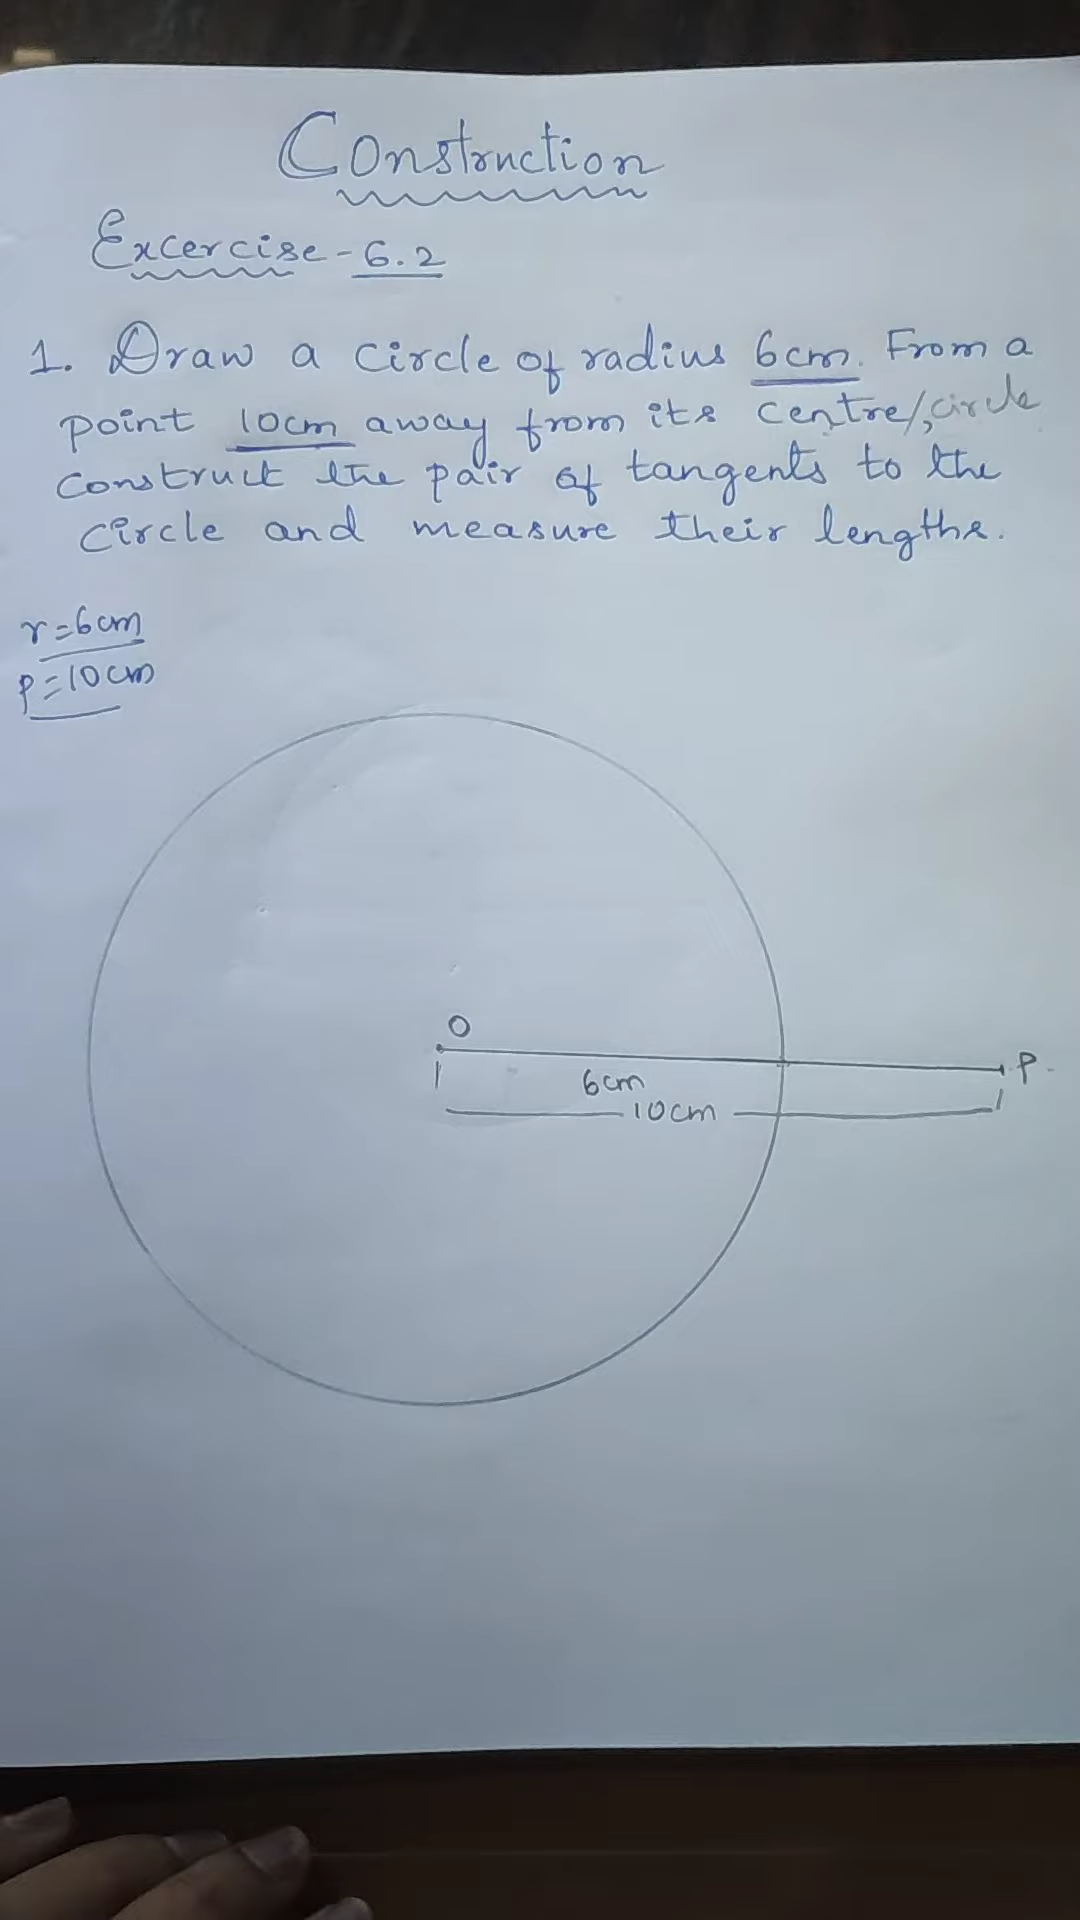 Construction
Excercise-6.2
1. Draw a circle of radius 6cm. From a
point 10cm away from its centre/circle
construct the pair of tangents to the
circle and measure their lengths.
r=6cm
P=10cm
O
P.
6cm
10cm